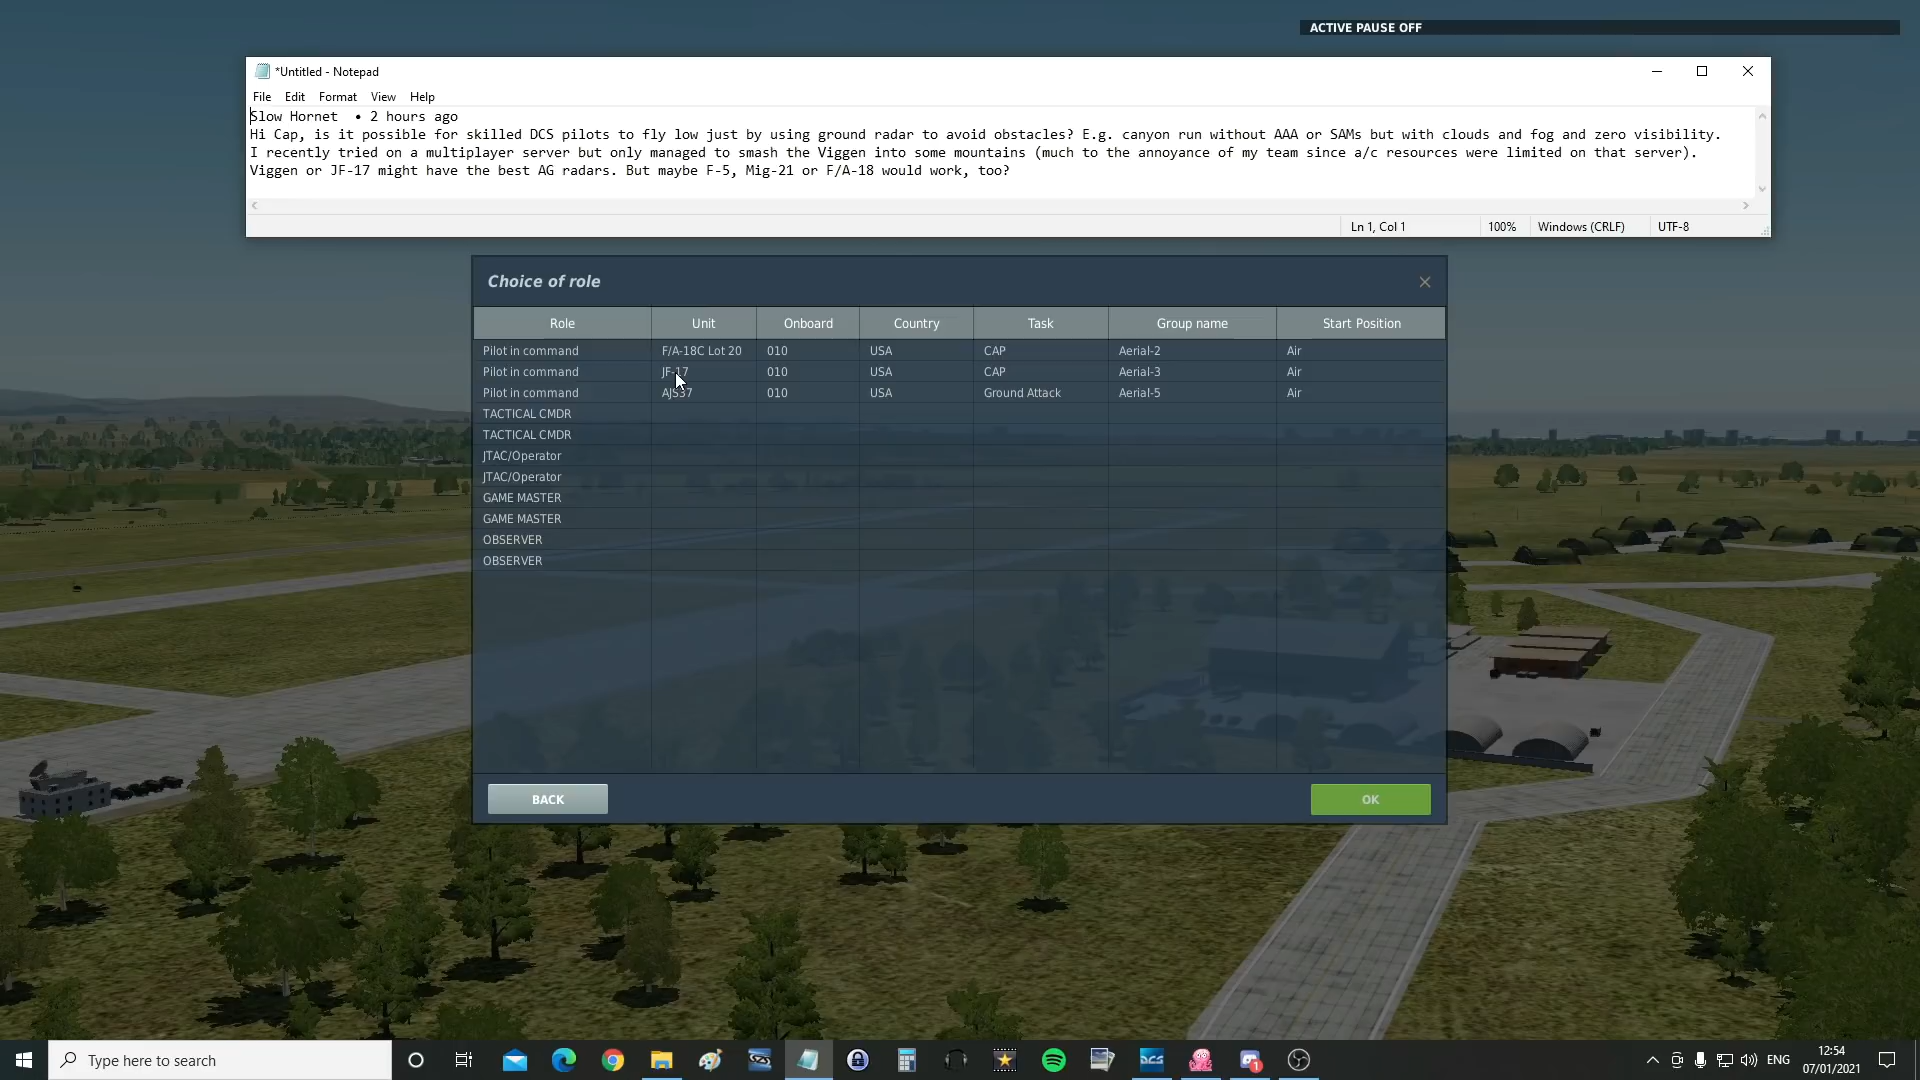 ACTIVE PAUSE OFF
*Untitled - Notepad
File Edit Format View Help
Slow Hornet • 2 hours ago
Hi Cap, is it possible for skilled DCS pilots to fly low just by using ground radar to avoid obstacles? E.g. canyon run without AAA or SAMs but with clouds and fog and zero visibility.
I recently tried on a multiplayer server but only managed to smash the Viggen into some mountains (much to the annoyance of my team since a/c resources were limited on that server).
Viggen or JF-17 might have the best AG radars. But maybe F-5, Mig-21 or F/A-18 would work, too?
Ln 1, Col 1 100% Windows (CRLF) UTF-8
Choice of role
Role Unit Onboard Country Task Group name Start Position
Pilot in command F/A-18C Lot 20 010 USA CAP Aerial-2 Air
Pilot in command JF-17 010 USA CAP Aerial-3 Air
Pilot in command AJS37 010 USA Ground Attack Aerial-5 Air
TACTICAL CMDR
TACTICAL CMDR
JTAC/Operator
JTAC/Operator
GAME MASTER
GAME MASTER
OBSERVER
OBSERVER
BACK OK
Type here to search
DCS
1
ENG
12:54
07/01/2021